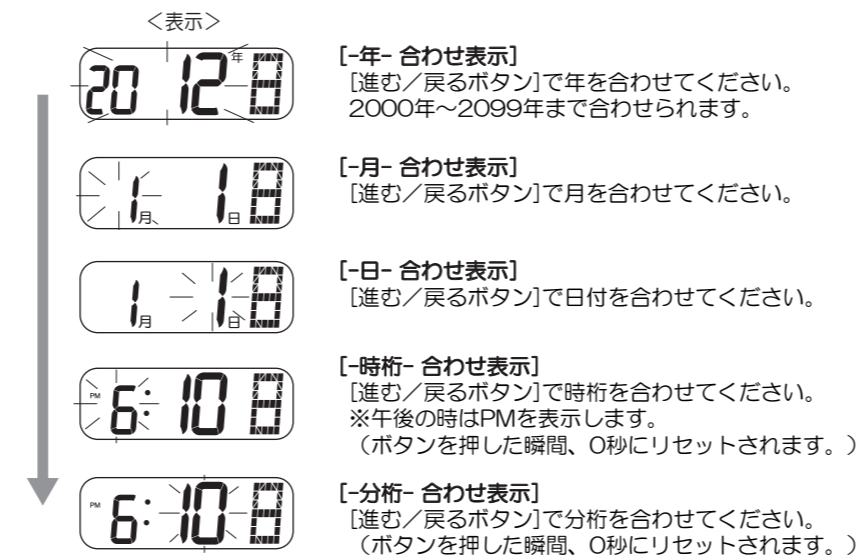 ＜表示＞
20 12年 日
[-年- 合わせ表示]
[進む／戻るボタン]で年を合わせてください。
2000年～2099年まで合わせられます。
1月 1日 日
[-月- 合わせ表示]
[進む／戻るボタン]で月を合わせてください。
1月 1日 日
[-日- 合わせ表示]
[進む／戻るボタン]で日付を合わせてください。
PM 6:10 日
[-時桁- 合わせ表示]
[進む／戻るボタン]で時桁を合わせてください。
※午後の時はPMを表示します。
（ボタンを押した瞬間、0秒にリセットされます。）
PM 6:10 日
[-分桁- 合わせ表示]
[進む／戻るボタン]で分桁を合わせてください。
（ボタンを押した瞬間、0秒にリセットされます。）